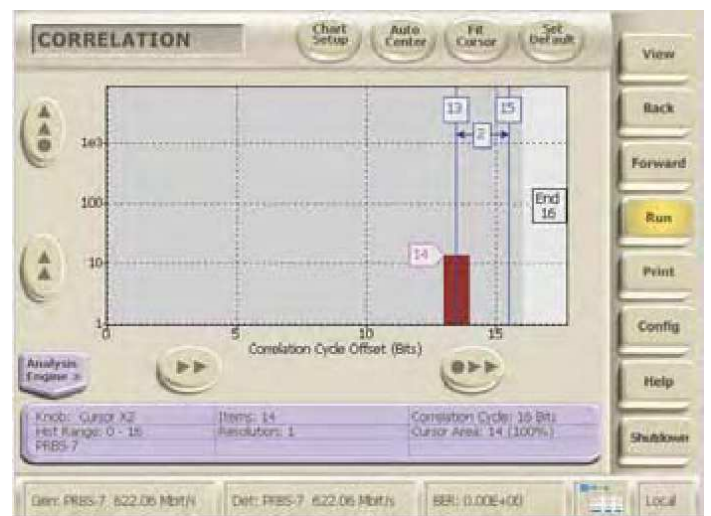 CORRELATION
Chart Setup
Auto Center
Fit Cursor
Set Default
View
Back
Forward
Run
Print
Config
Help
Shutdown
13
15
2
1e3
100
10
1
14
End 16
0
5
10
15
Correlation Cycle Offset (Bits)
Analysis Engine »
Knob: Cursor X2
Items: 14
Correlation Cycle: 16 Bits
Hist Range: 0 - 16
Resolution: 1
Cursor Area: 14 (100%)
PRBS-7
Gen: PRBS-7 622.06 Mbit/s
Det: PRBS-7 622.06 Mbit/s
BER: 0.00E+00
Local